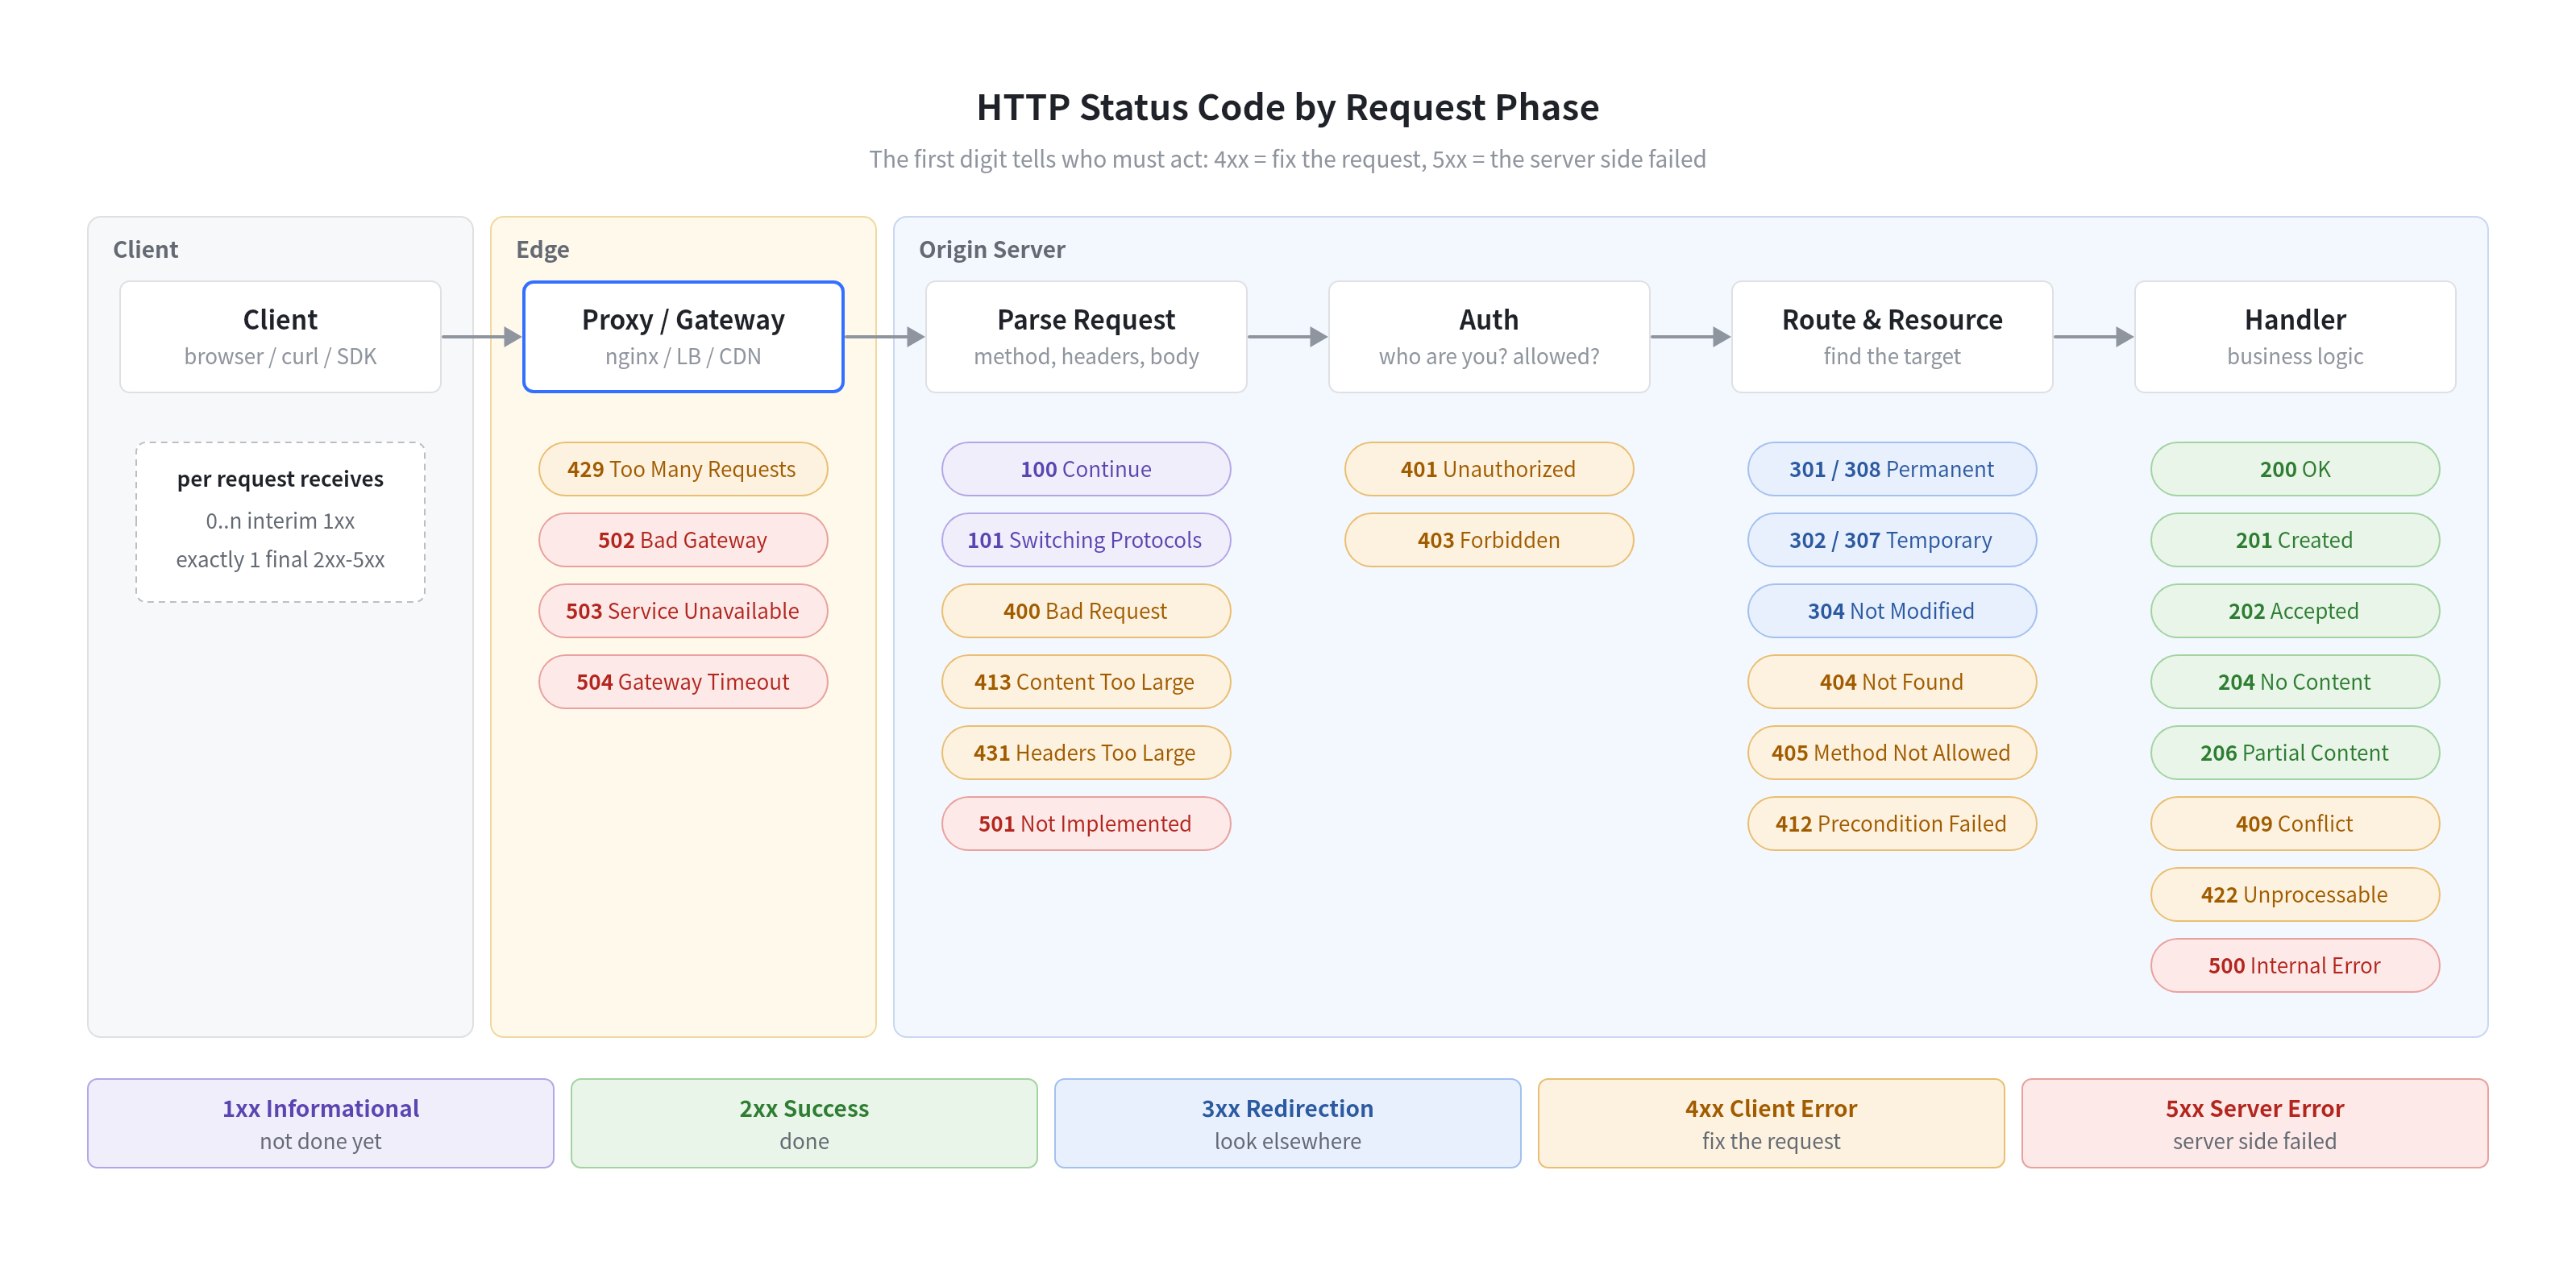 HTTP Status Code by Request Phase
The first digit tells who must act: 4xx = fix the request, 5xx = the server side failed
Client
Client
browser / curl / SDK
per request receives
0..n interim 1xx
exactly 1 final 2xx-5xx
Edge
Proxy / Gateway
nginx / LB / CDN
429 Too Many Requests
502 Bad Gateway
503 Service Unavailable
504 Gateway Timeout
Origin Server
Parse Request
method, headers, body
100 Continue
101 Switching Protocols
400 Bad Request
413 Content Too Large
431 Headers Too Large
501 Not Implemented
Auth
who are you? allowed?
401 Unauthorized
403 Forbidden
Route & Resource
find the target
301 / 308 Permanent
302 / 307 Temporary
304 Not Modified
404 Not Found
405 Method Not Allowed
412 Precondition Failed
Handler
business logic
200 OK
201 Created
202 Accepted
204 No Content
206 Partial Content
409 Conflict
422 Unprocessable
500 Internal Error
1xx Informational
not done yet
2xx Success
done
3xx Redirection
look elsewhere
4xx Client Error
fix the request
5xx Server Error
server side failed